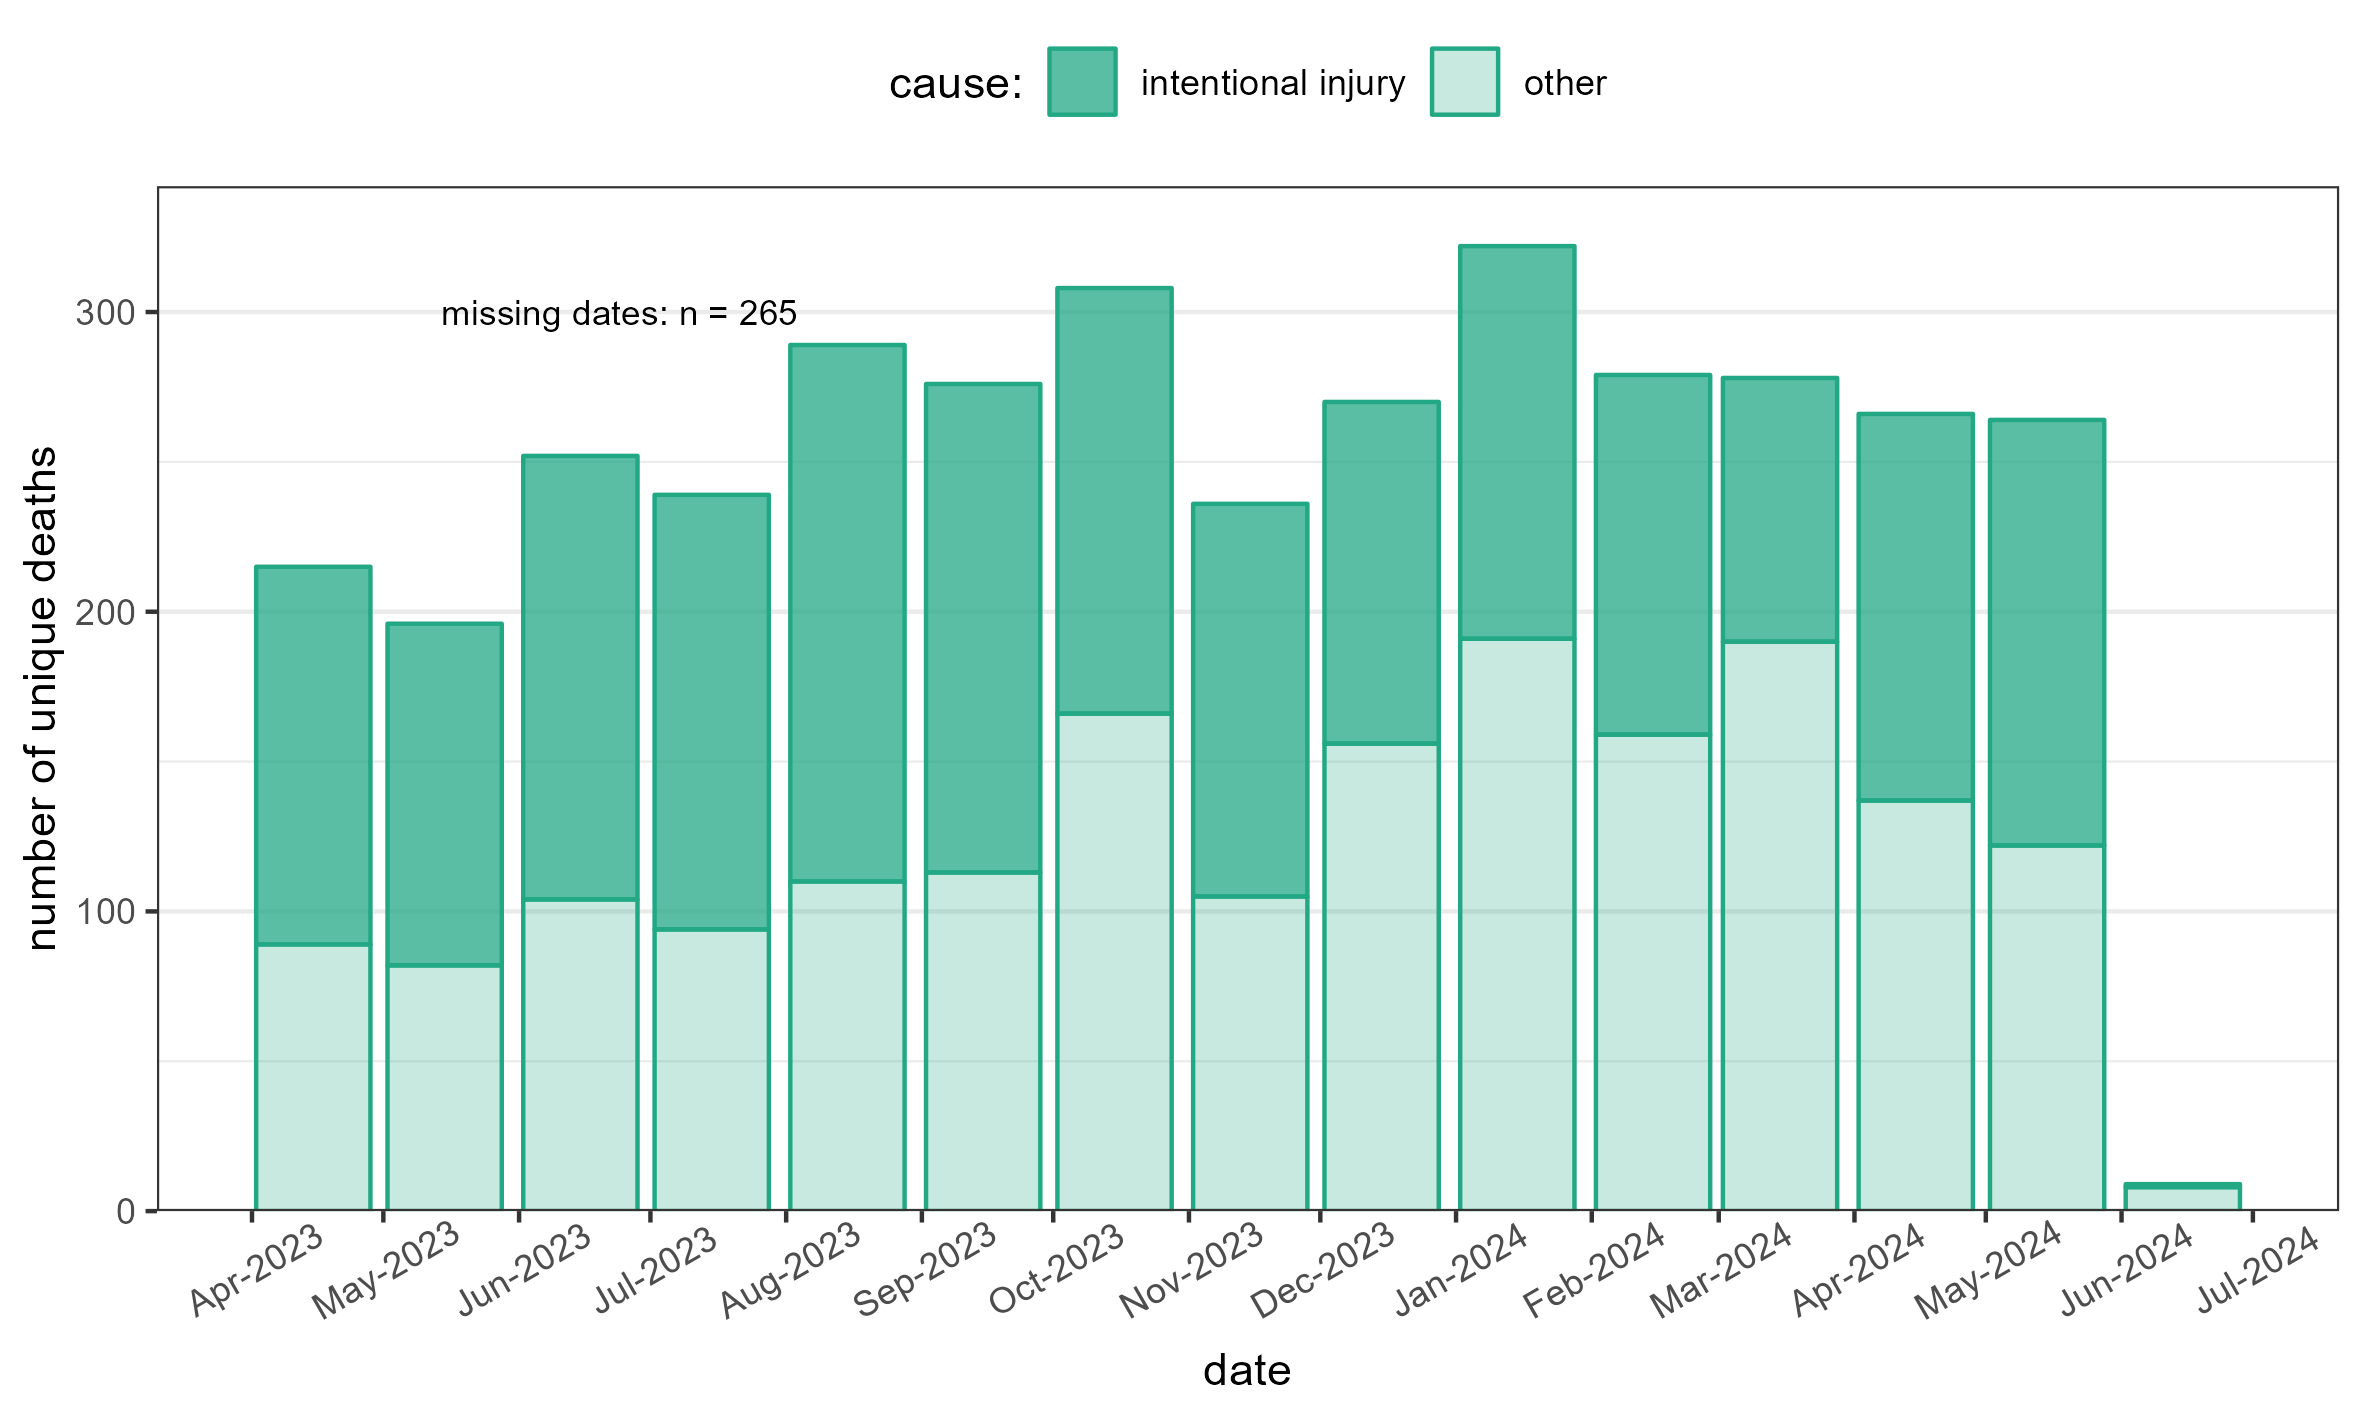 cause: intentional injury other
missing dates: n = 265
number of unique deaths
300
200
100
0
Apr-2023 May-2023 Jun-2023 Jul-2023 Aug-2023 Sep-2023 Oct-2023 Nov-2023 Dec-2023 Jan-2024 Feb-2024 Mar-2024 Apr-2024 May-2024 Jun-2024 Jul-2024
date